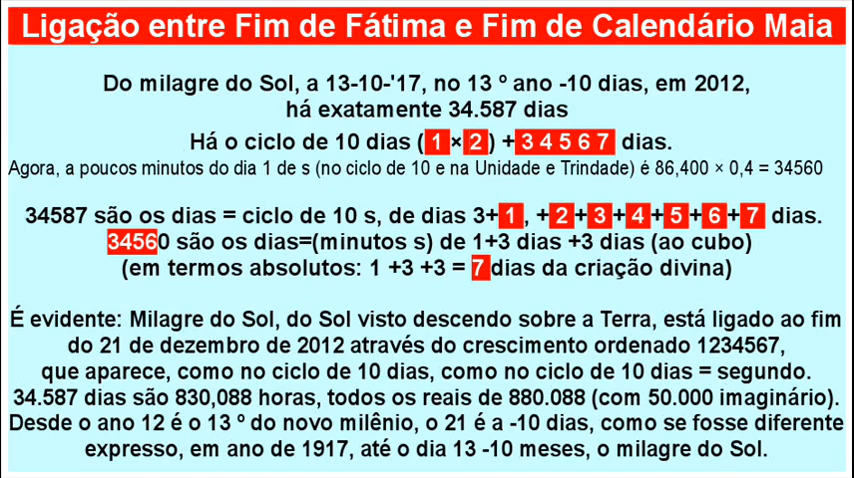 Ligação entre Fim de Fátima e Fim de Calendário Maia
Do milagre do Sol, a 13-10-'17, no 13 º ano -10 dias, em 2012,
há exatamente 34.587 dias
Há o ciclo de 10 dias ( 1 × 2 ) + 3 4 5 6 7 dias.
Agora, a poucos minutos do dia 1 de s (no ciclo de 10 e na Unidade e Trindade) é 86,400 × 0,4 = 34560
34587 são os dias = ciclo de 10 s, de dias 3+ 1 , + 2 + 3 + 4 + 5 + 6 + 7 dias.
34560 são os dias=(minutos s) de 1+3 dias +3 dias (ao cubo)
(em termos absolutos: 1 +3 +3 = 7 dias da criação divina)
É evidente: Milagre do Sol, do Sol visto descendo sobre a Terra, está ligado ao fim
do 21 de dezembro de 2012 através do crescimento ordenado 1234567,
que aparece, como no ciclo de 10 dias, como no ciclo de 10 dias = segundo.
34.587 dias são 830,088 horas, todos os reais de 880.088 (com 50.000 imaginário).
Desde o ano 12 é o 13 º do novo milênio, o 21 é a -10 dias, como se fosse diferente
expresso, em ano de 1917, até o dia 13 -10 meses, o milagre do Sol.